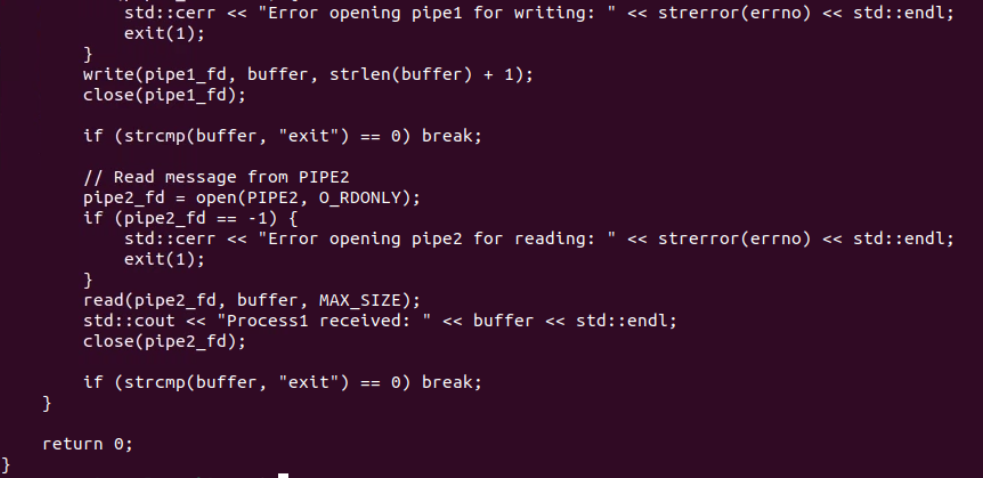 std::cerr << "Error opening pipe1 for writing: " << strerror(errno) << std::endl;
exit(1);
}
write(pipe1_fd, buffer, strlen(buffer) + 1);
close(pipe1_fd);
if (strcmp(buffer, "exit") == 0) break;
// Read message from PIPE2
pipe2_fd = open(PIPE2, O_RDONLY);
if (pipe2_fd == -1) {
std::cerr << "Error opening pipe2 for reading: " << strerror(errno) << std::endl;
exit(1);
}
read(pipe2_fd, buffer, MAX_SIZE);
std::cout << "Process1 received: " << buffer << std::endl;
close(pipe2_fd);
if (strcmp(buffer, "exit") == 0) break;
}
return 0;
}